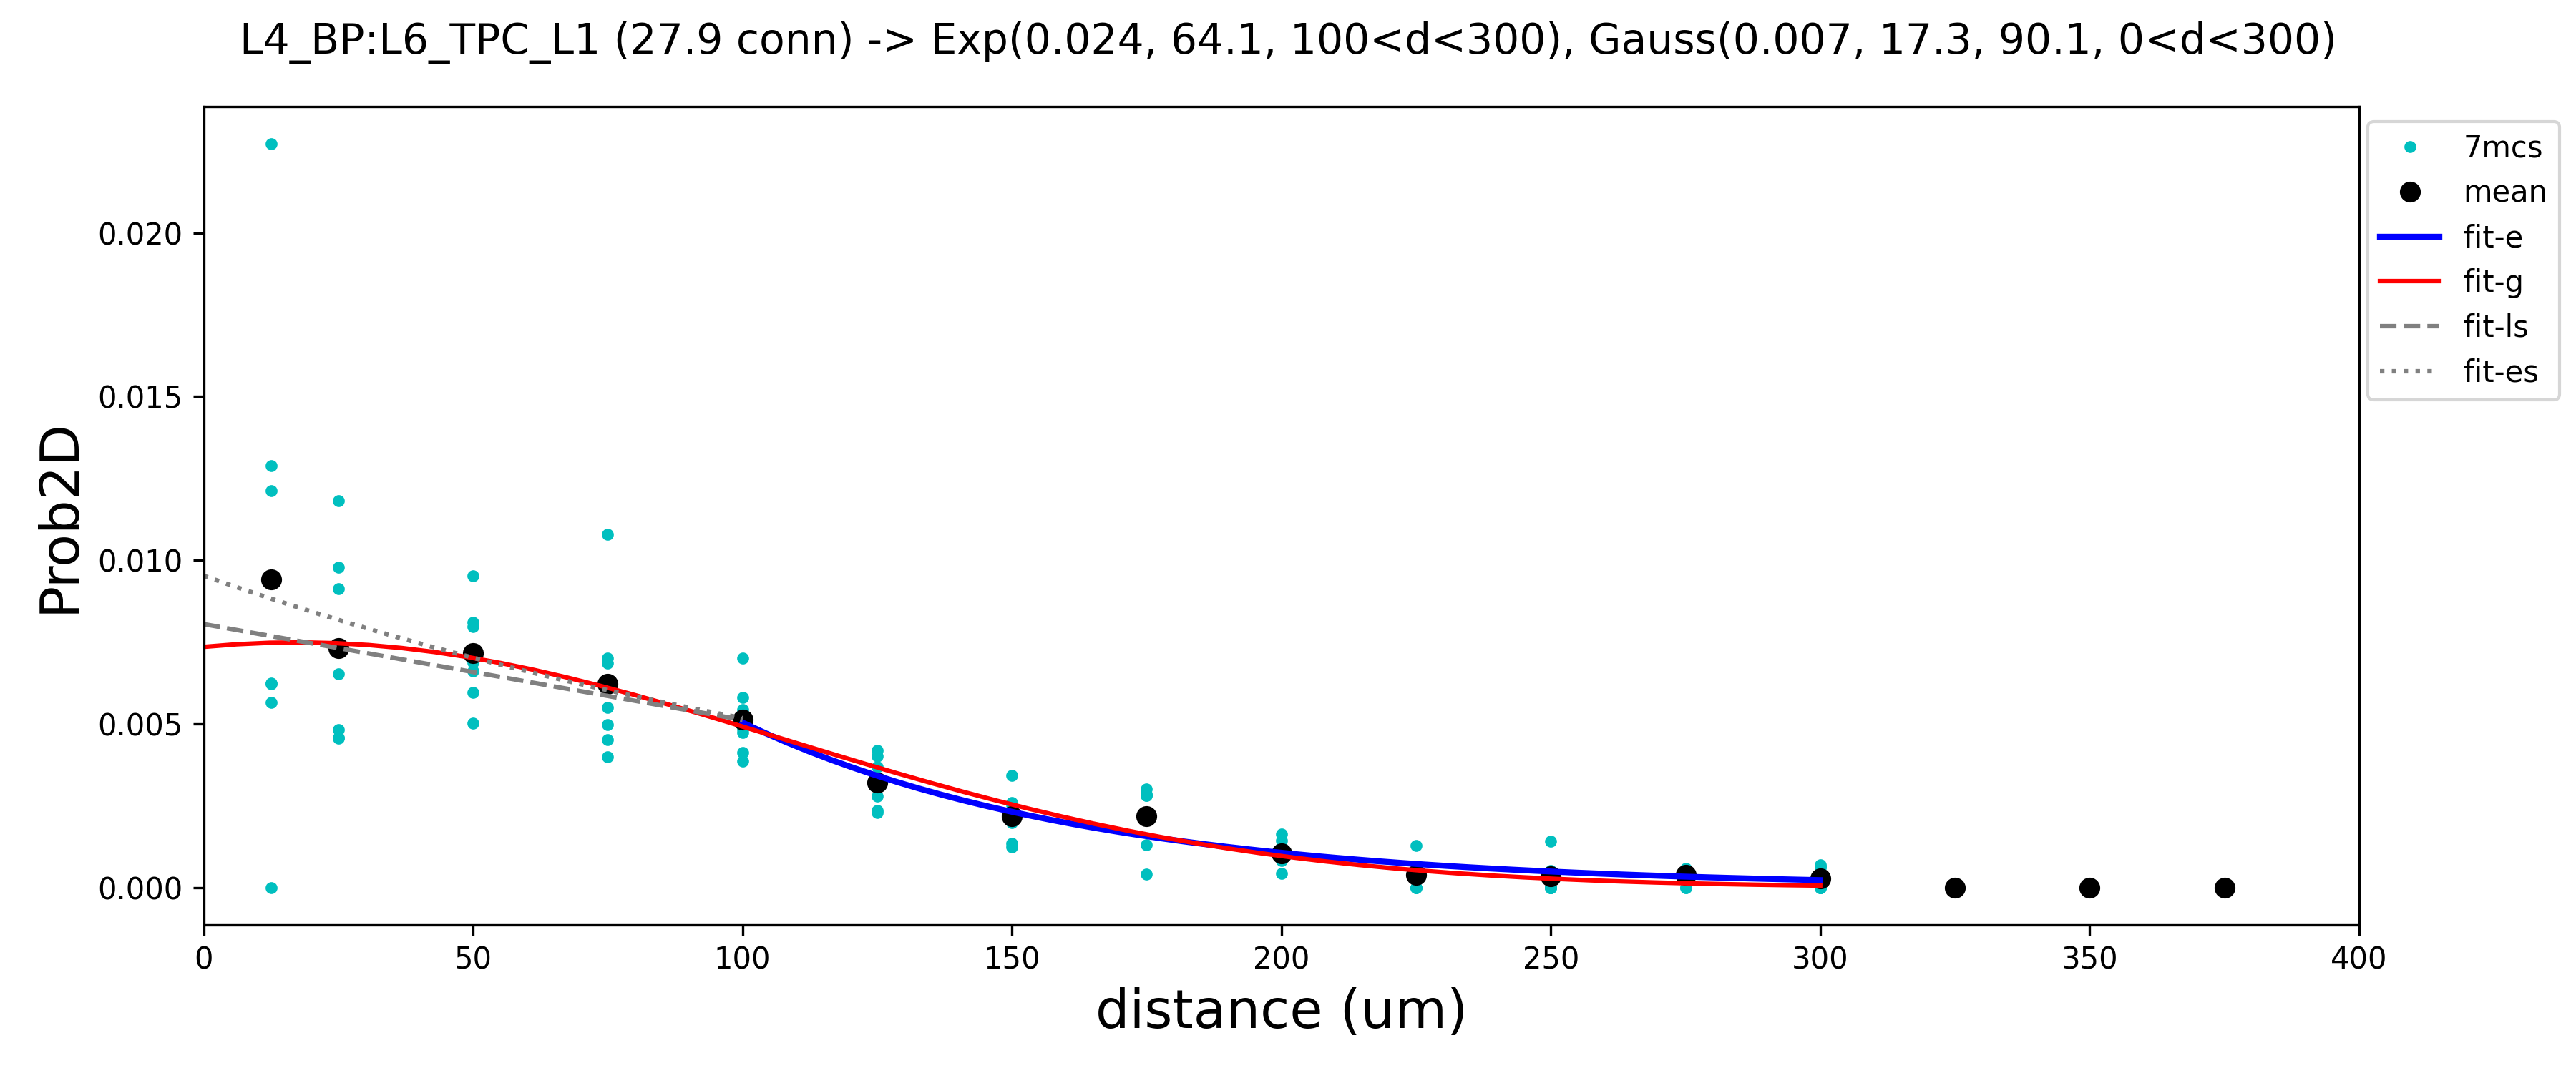 L4_BP:L6_TPC_L1 (27.9 conn) -> Exp(0.024, 64.1, 100<d<300), Gauss(0.007, 17.3, 90.1, 0<d<300)
7mcs
mean
fit-e
fit-g
fit-ls
fit-es
Prob2D
0.020
0.015
0.010
0.005
0.000
0 50 100 150 200 250 300 350 400
distance (um)